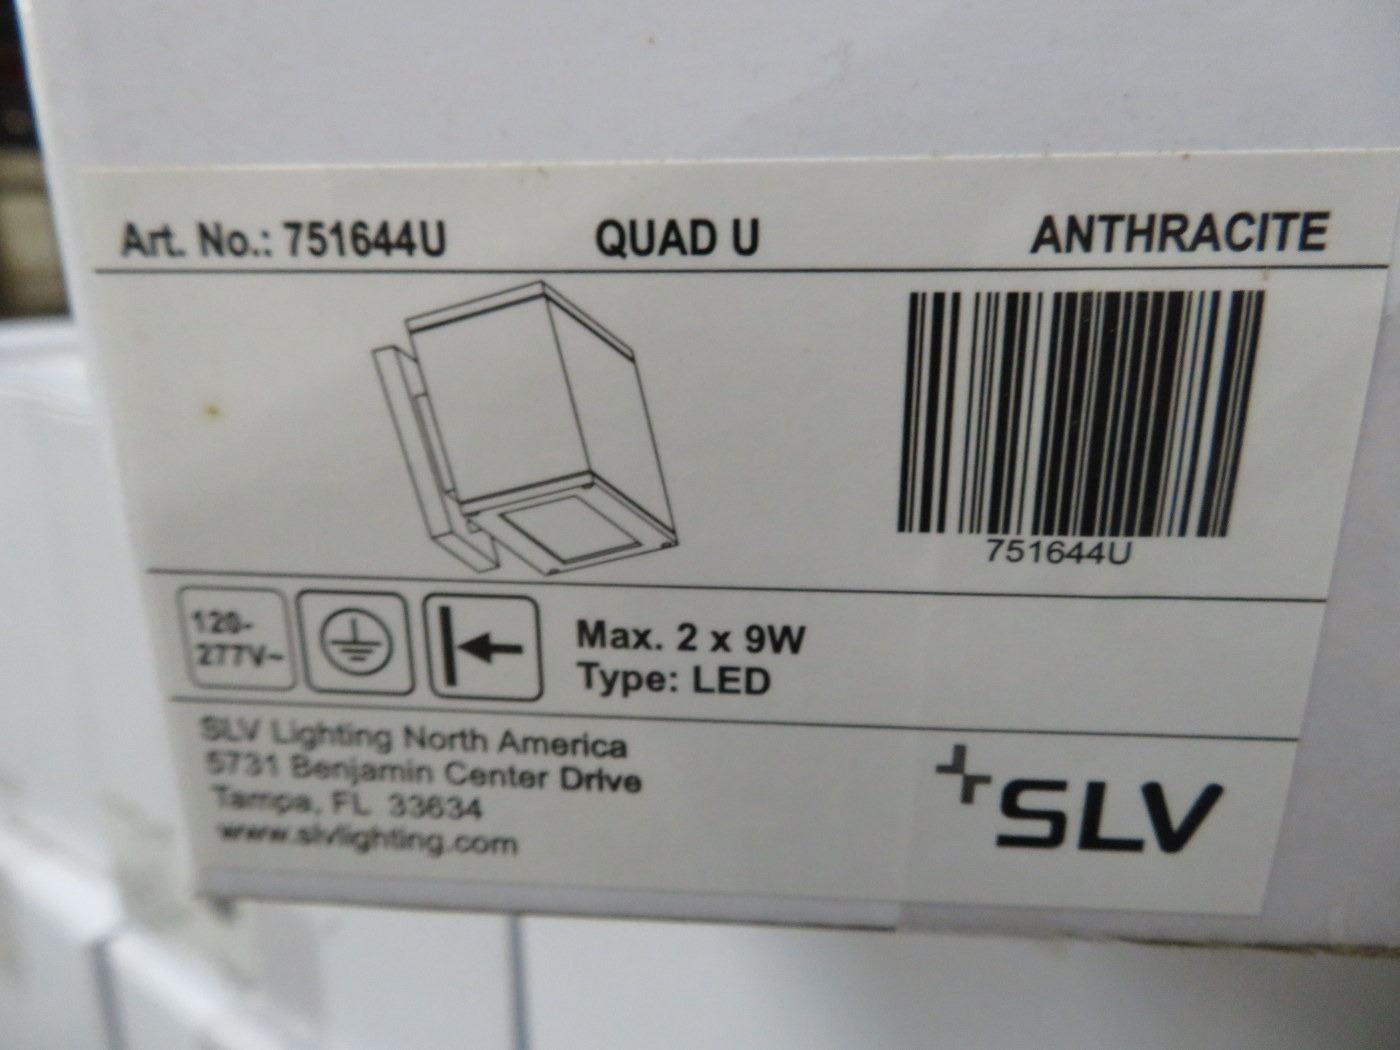 Art. No.: 751644U QUAD U ANTHRACITE
751644U
120-
277V~
Max. 2 x 9W
Type: LED
SLV Lighting North America
5731 Benjamin Center Drive
Tampa, FL 33634
www.slvlighting.com
SLV